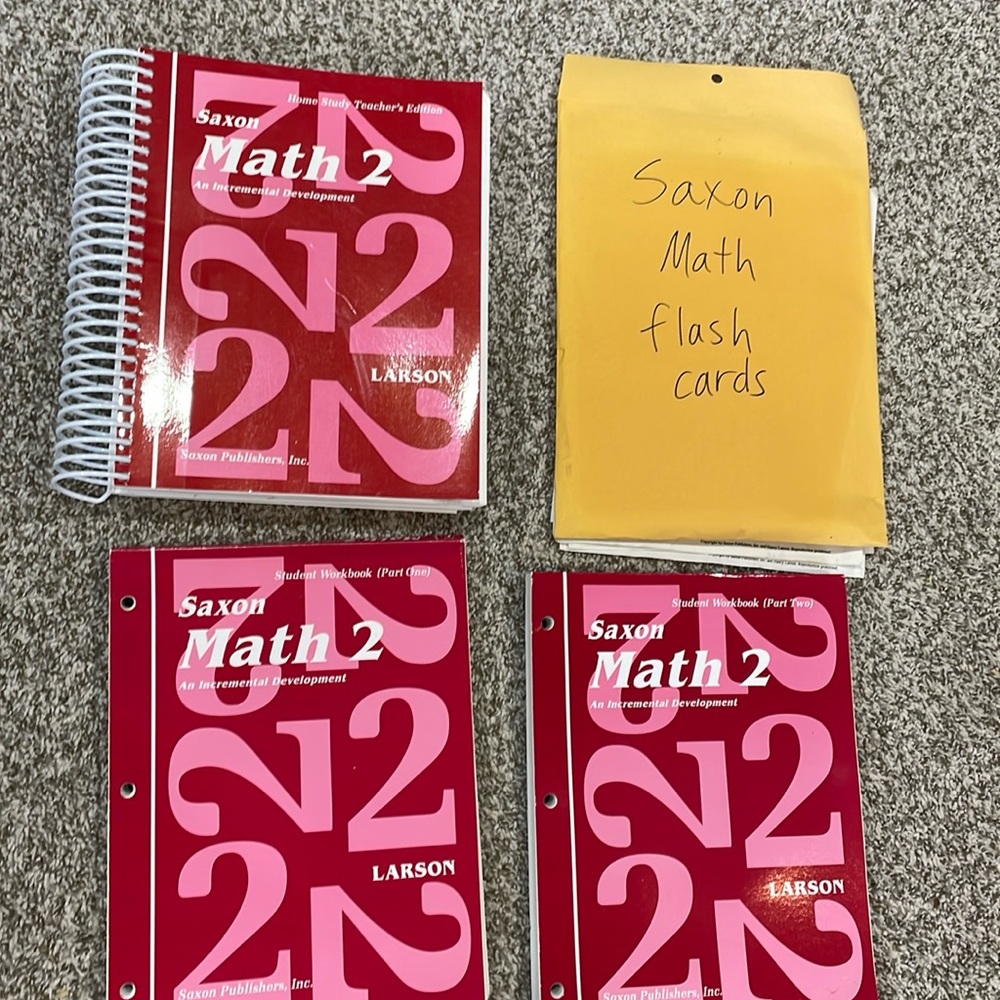 Home Study Teacher's Edition
Saxon
Math 2
An Incremental Development
LARSON
Saxon Publishers, Inc.
Saxon
Math
flash
cards
Student Workbook (Part One)
Saxon
Math 2
An Incremental Development
LARSON
Saxon Publishers, Inc.
Student Workbook (Part Two)
Saxon
Math 2
An Incremental Development
LARSON
Saxon Publishers, Inc.